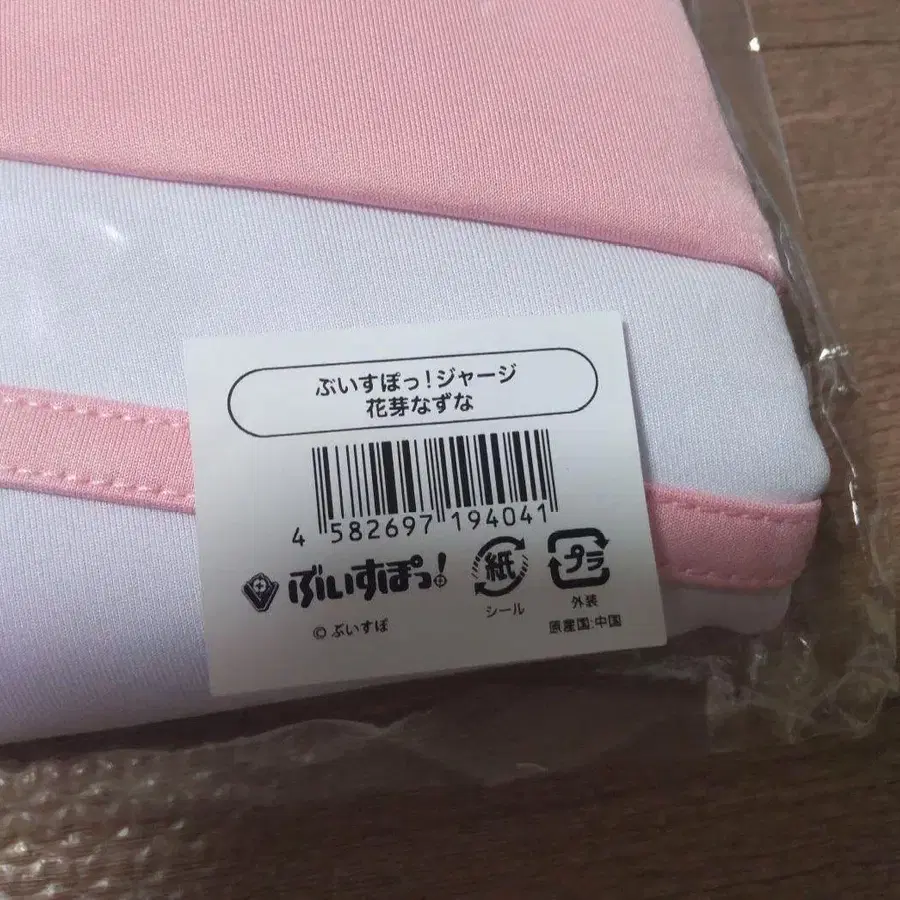 ぶいすぽっ!ジャージ
花芽なずな
4 582697 194041
ぶいすぽっ!
紙
プラ
シール
外装
© ぶいすぽ
原産国:中国